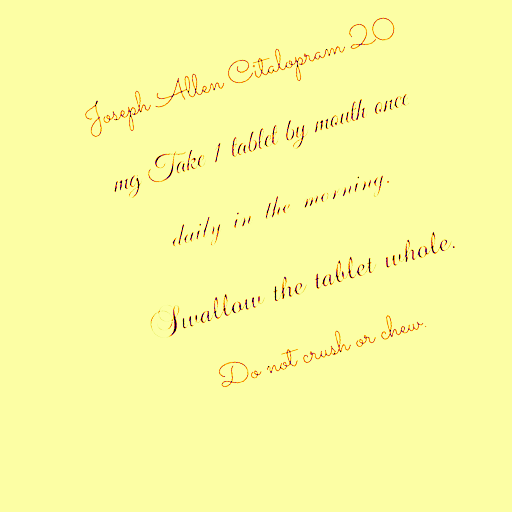 Joseph Allen Citalopram 20
mg Take 1 tablet by mouth once
daily in the morning.
Swallow the tablet whole.
Do not crush or chew.